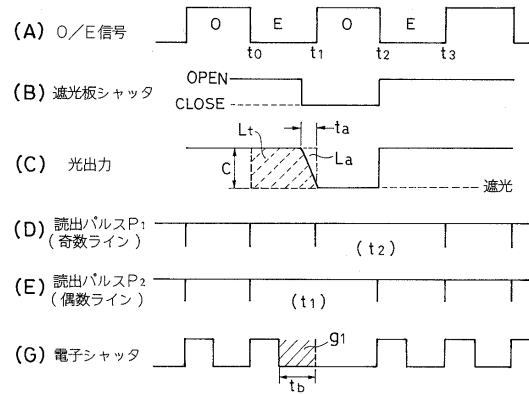 (A) O/E信号 O E O E
t0 t1 t2 t3
(B) 遮光板シャッタ OPEN
CLOSE
ta
Lt La
(C) 光出力 C 遮光
(D) 読出パルスP1
(奇数ライン) (t2)
(E) 読出パルスP2
(偶数ライン) (t1)
(G) 電子シャッタ g1
tb